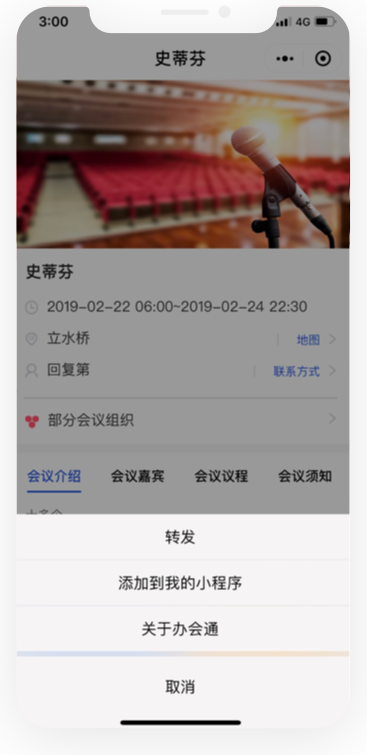 3:00
4G
史蒂芬
史蒂芬
2019-02-22 06:00~2019-02-24 22:30
立水桥
地图
回复第
联系方式
部分会议组织
会议介绍 会议嘉宾 会议议程 会议须知
转发
添加到我的小程序
关于办会通
取消